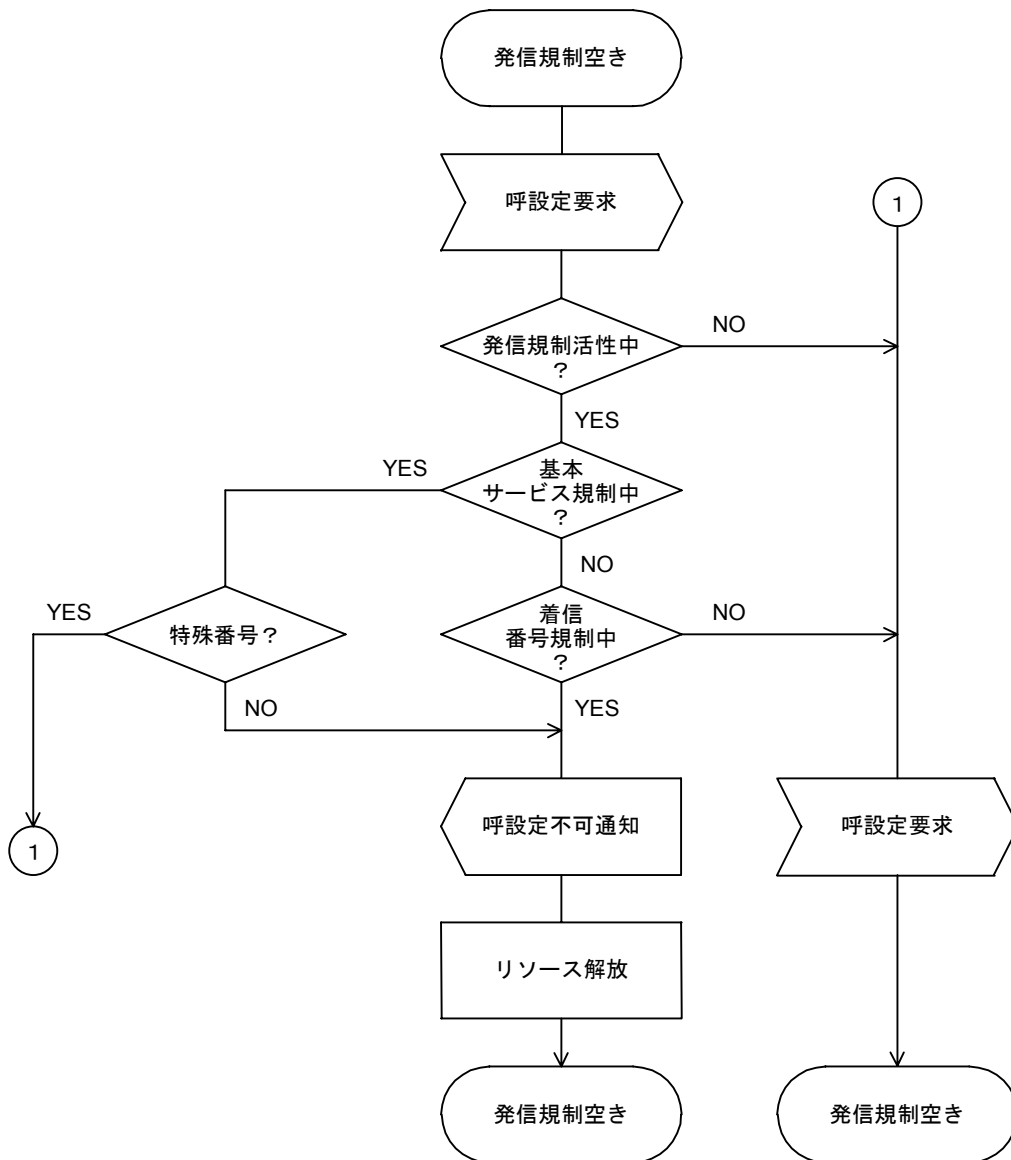 発信規制空き
呼設定要求
1
発信規制活性中
？
NO
YES
基本
サービス規制中
？
YES
NO
特殊番号？
YES
NO
着信
番号規制中
？
NO
YES
呼設定不可通知
呼設定要求
1
リソース解放
発信規制空き
発信規制空き